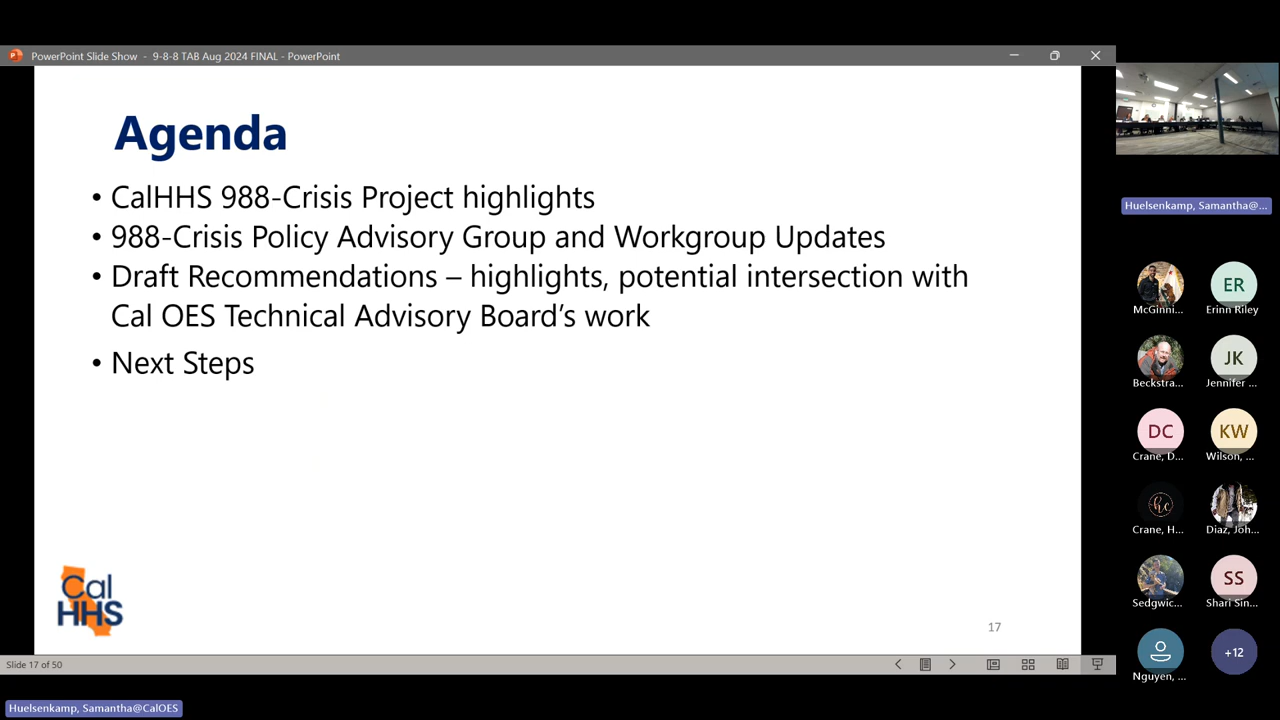 PowerPoint Slide Show - 9-8-8 TAB Aug 2024 FINAL - PowerPoint
Agenda
• CalHHS 988-Crisis Project highlights
• 988-Crisis Policy Advisory Group and Workgroup Updates
• Draft Recommendations – highlights, potential intersection with
Cal OES Technical Advisory Board’s work
• Next Steps
Cal
HHS
17
Slide 17 of 50
Huelsenkamp, Samantha@CalOES
Huelsenkamp, Samantha@...
McGinni...
ER
Erinn Riley
Beckstra...
JK
Jennifer ...
DC
Crane, D...
KW
Wilson, ...
hc
Crane, H...
Diaz, Joh...
Sedgwic...
SS
Shari Sin...
Nguyen, ...
+12